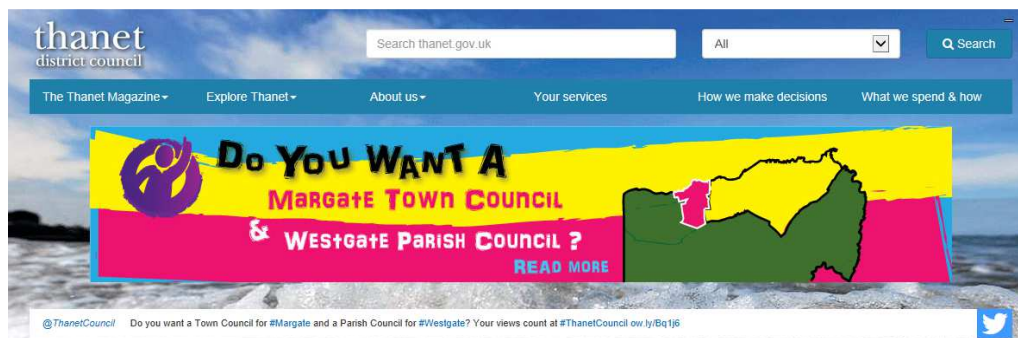 thanet
district council
Search thanet.gov.uk
All
Search
The Thanet Magazine
Explore Thanet
About us
Your services
How we make decisions
What we spend & how
Do You Want A
Margate Town Council
& Westgate Parish Council ?
Read more
@ThanetCouncil Do you want a Town Council for #Margate and a Parish Council for #Westgate? Your views count at #ThanetCouncil ow.ly/Bq1j6